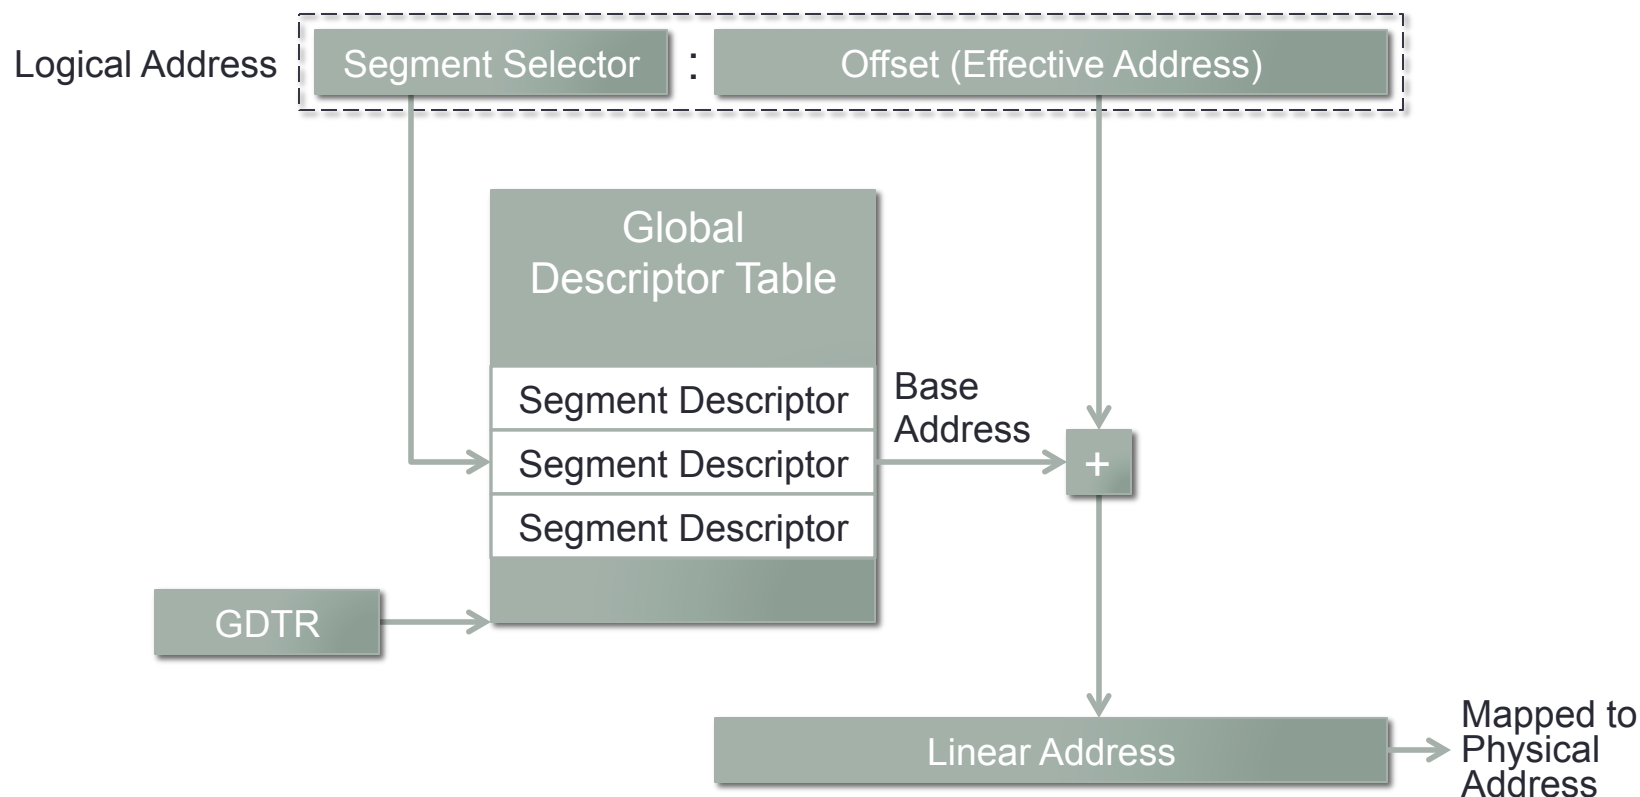 Logical Address
Segment Selector
:
Offset (Effective Address)
Global
Descriptor Table
Segment Descriptor
Segment Descriptor
Segment Descriptor
Base
Address
+
GDTR
Linear Address
Mapped to
Physical
Address